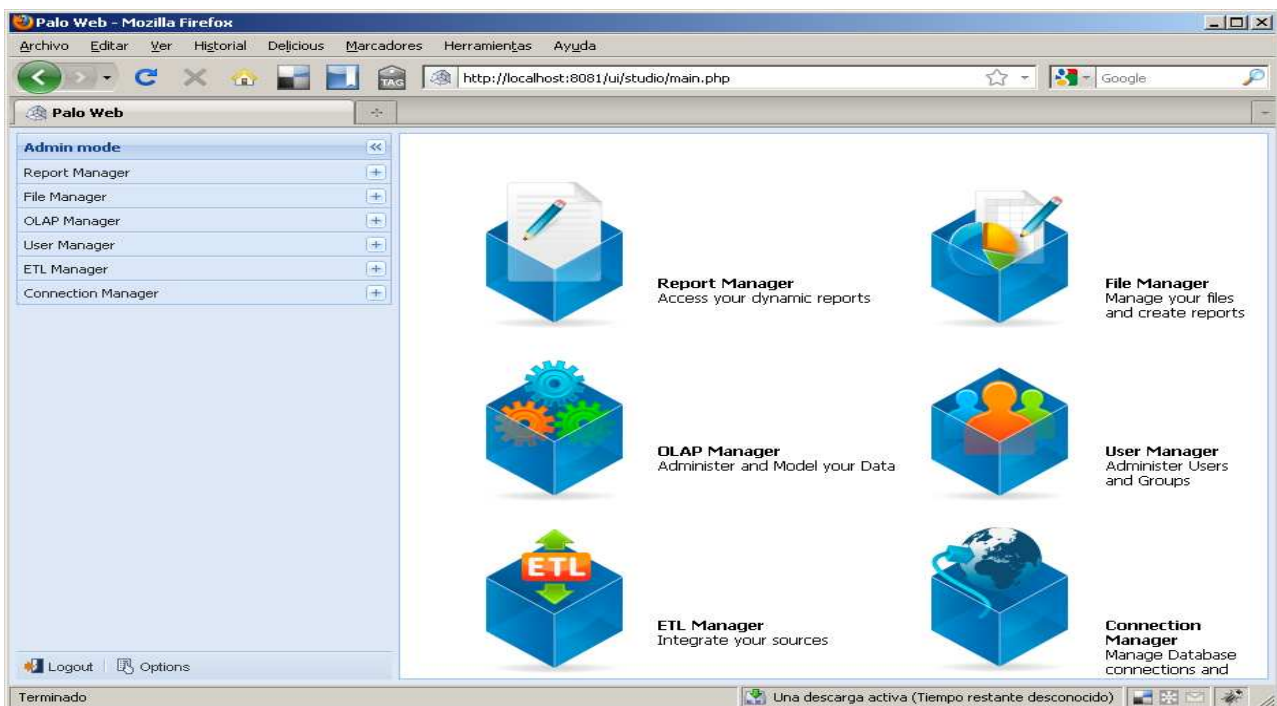 Palo Web - Mozilla Firefox
Archivo Editar Ver Historial Delicious Marcadores Herramientas Ayuda
TAG
http://localhost:8081/ui/studio/main.php
Google
Palo Web
Admin mode
Report Manager
File Manager
OLAP Manager
User Manager
ETL Manager
Connection Manager
Report Manager
Access your dynamic reports
File Manager
Manage your files
and create reports
OLAP Manager
Administer and Model your Data
User Manager
Administer Users
and Groups
ETL
ETL Manager
Integrate your sources
Connection
Manager
Manage Database
connections and
Logout Options
Terminado
Una descarga activa (Tiempo restante desconocido)